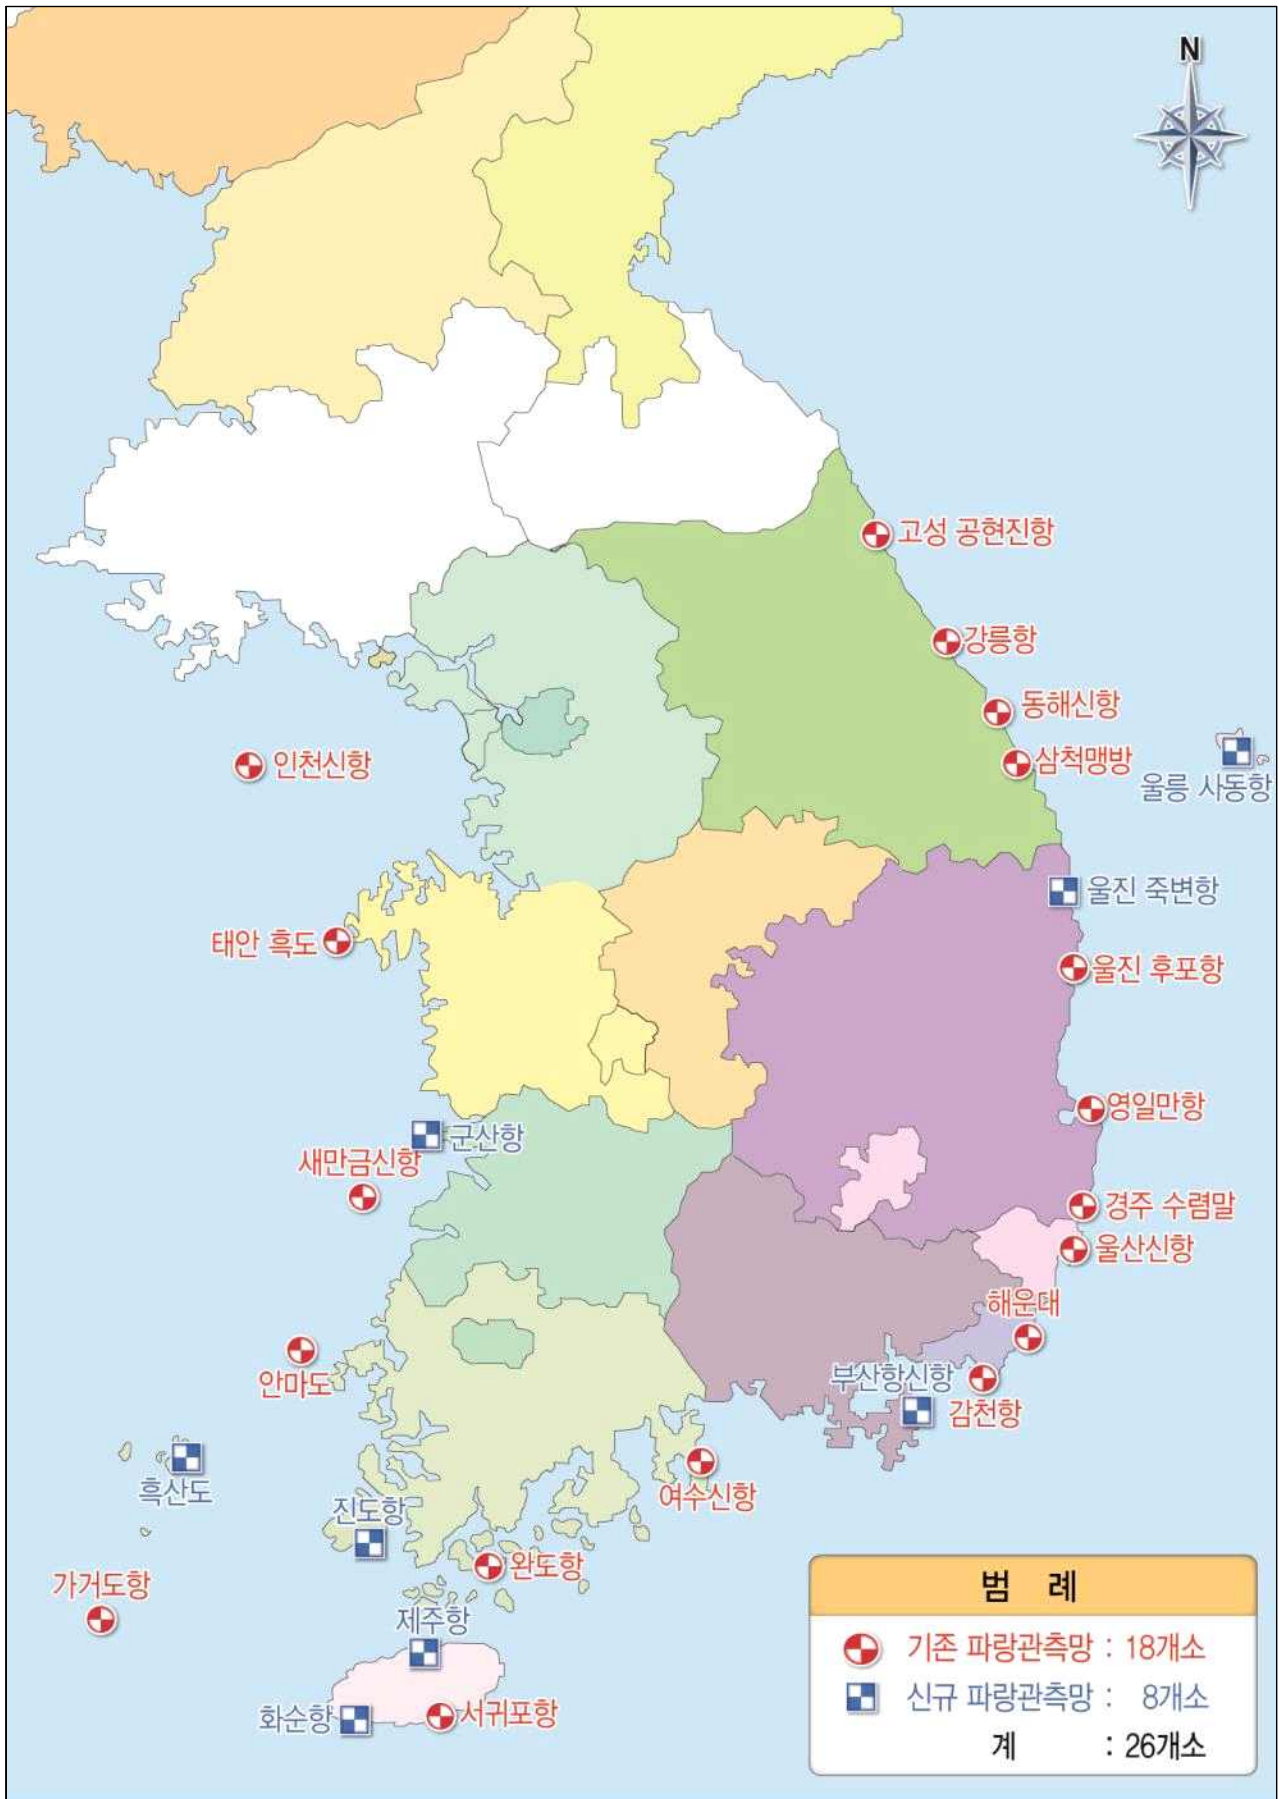 N
고성 공현진항
강릉항
동해신항
삼척맹방
인천신항
울릉 사동항
울진 죽변항
태안 흑도
울진 후포항
영일만항
군산항
새만금신항
경주 수렴말
울산신항
해운대
안마도
부산항신항
감천항
흑산도
여수신항
진도항
완도항
가거도항
제주항
화순항
서귀포항
범 례
기존 파랑관측망 : 18개소
신규 파랑관측망 : 8개소
계 : 26개소